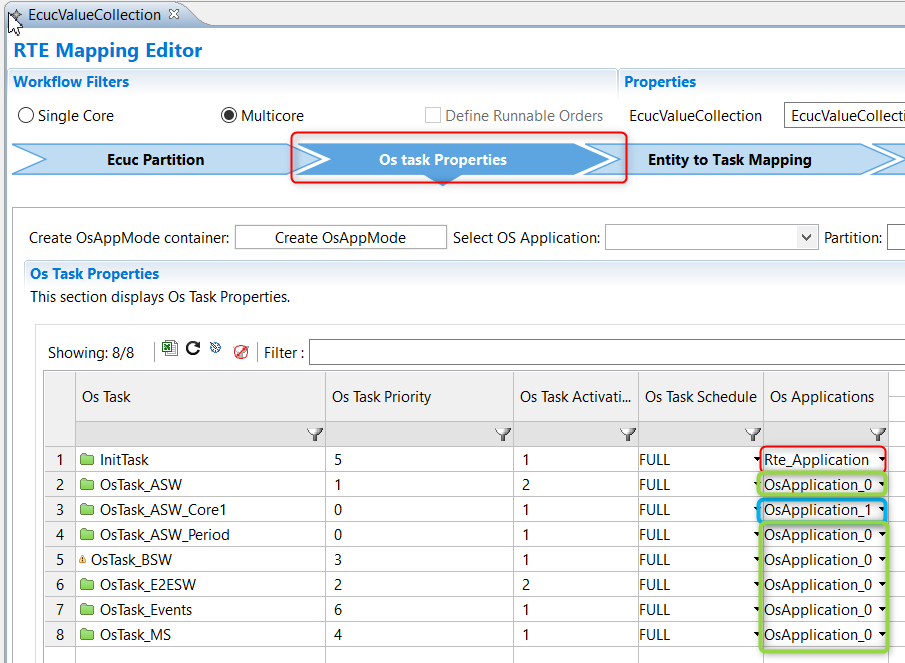 EcucValueCollection
RTE Mapping Editor
Workflow Filters Properties
Single Core Multicore Define Runnable Orders EcucValueCollection EcucValueCollecti
Ecuc Partition Os task Properties Entity to Task Mapping
Create OsAppMode container: Create OsAppMode Select OS Application: Partition:
Os Task Properties
This section displays Os Task Properties.
Showing: 8/8 Filter :
Os Task Os Task Priority Os Task Activati... Os Task Schedule Os Applications
1 InitTask 5 1 FULL Rte_Application
2 OsTask_ASW 1 2 FULL OsApplication_0
3 OsTask_ASW_Core1 0 1 FULL OsApplication_1
4 OsTask_ASW_Period 0 1 FULL OsApplication_0
5 OsTask_BSW 3 1 FULL OsApplication_0
6 OsTask_E2ESW 2 2 FULL OsApplication_0
7 OsTask_Events 6 1 FULL OsApplication_0
8 OsTask_MS 4 1 FULL OsApplication_0